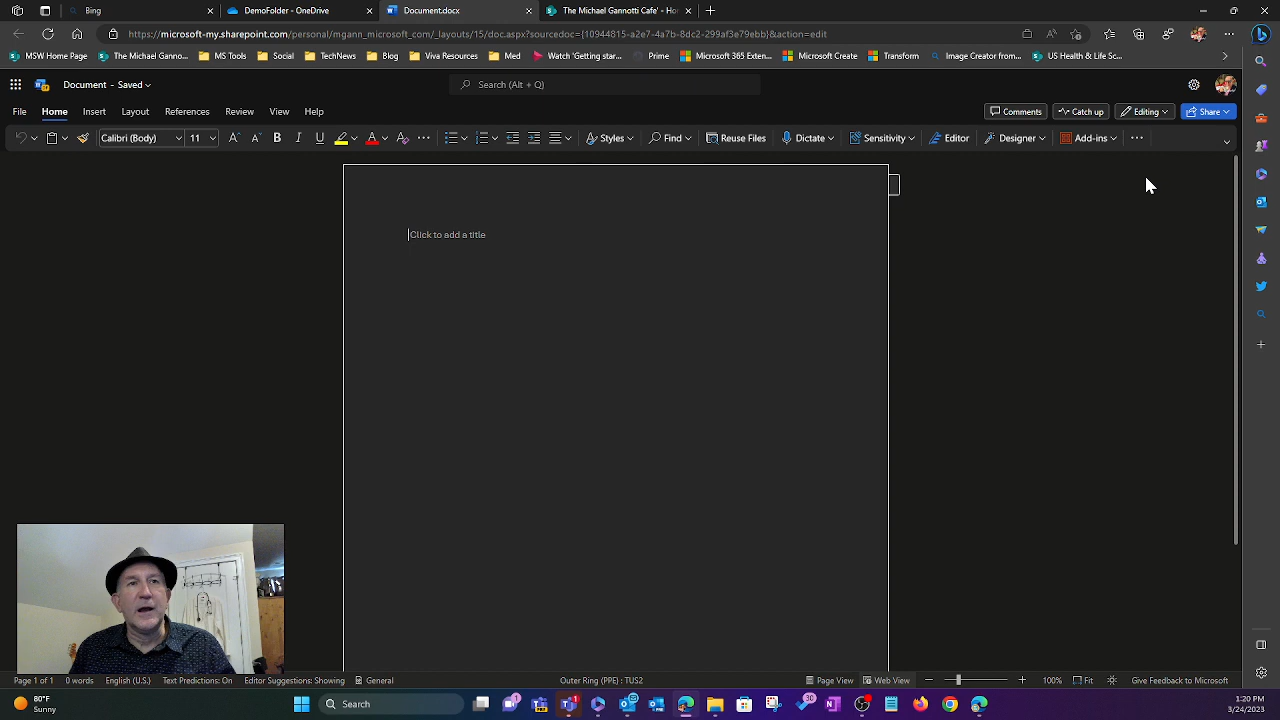 Bing
DemoFolder - OneDrive
Document.docx
The Michael Gannotti Cafe' - Ho
https://microsoft-my.sharepoint.com/personal/mgann_microsoft_com/_layouts/15/doc.aspx?sourcedoc={10944815-a2e7-4a7b-8dc2-299af3e79ebb}&action=edit
MSW Home Page
The Michael Ganno...
MS Tools
Social
TechNews
Blog
Viva Resources
Med
Watch 'Getting star...
Prime
Microsoft 365 Exten...
Microsoft Create
Transform
Image Creator from...
US Health & Life Sc...
Document - Saved
Search (Alt + Q)
File Home Insert Layout References Review View Help
Comments Catch up Editing Share
Calibri (Body) 11 A A B I U A Styles Find Reuse Files Dictate Sensitivity Editor Designer Add-ins
Click to add a title
Page 1 of 1 0 words English (U.S.) Text Predictions: On Editor Suggestions: Showing General Outer Ring (PPE) : TUS2 Page View Web View 100% Fit Give Feedback to Microsoft
80°F
Sunny
Search
1
1
30
1:20 PM
3/24/2023